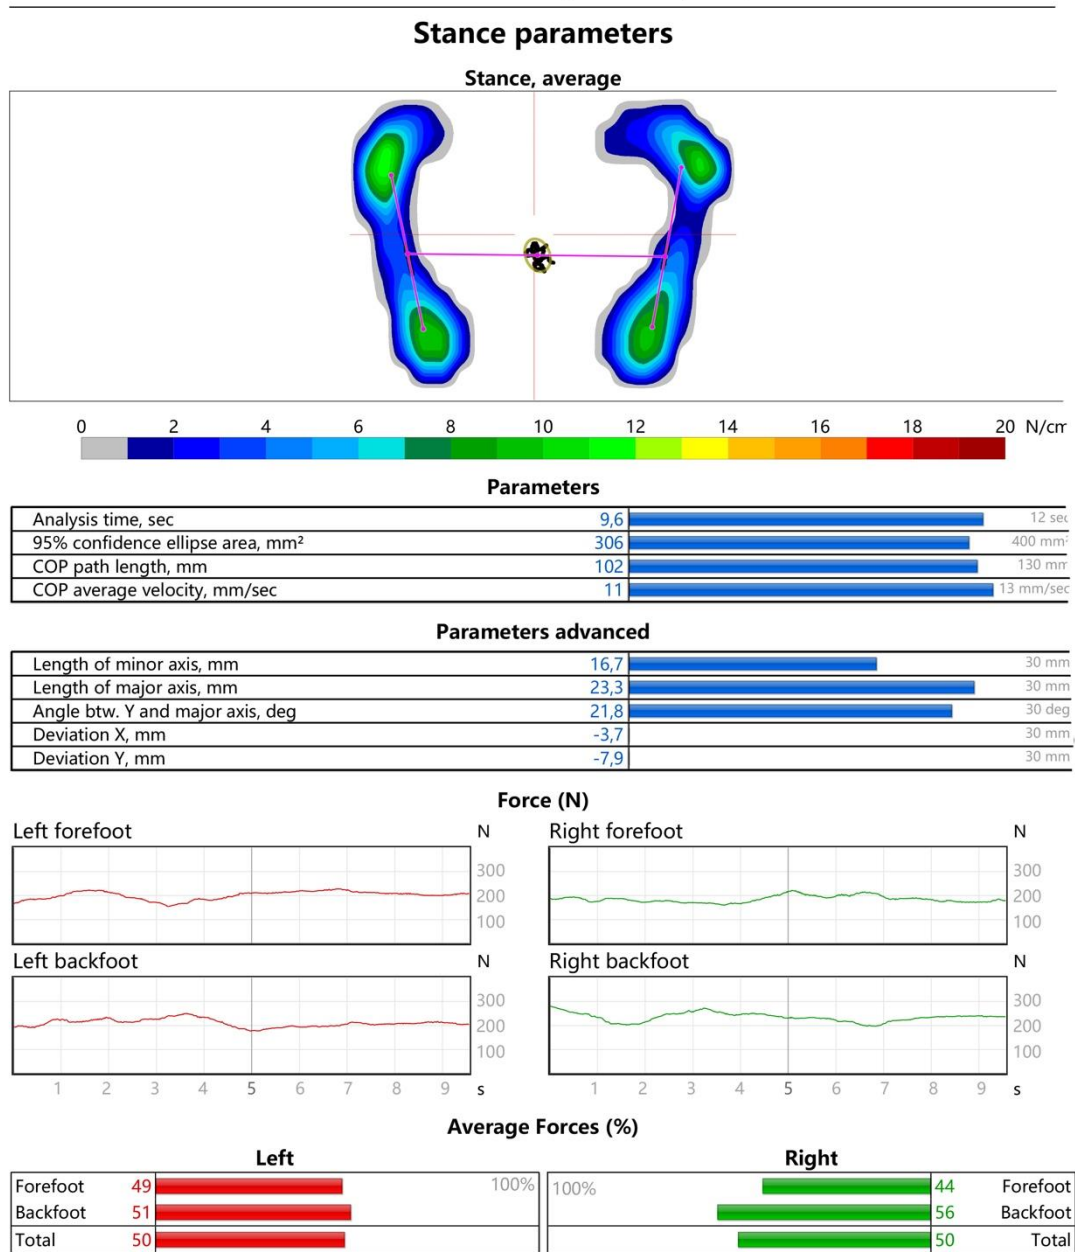 Stance parameters
Stance, average
0 2 4 6 8 10 12 14 16 18 20 N/cm
Parameters
Analysis time, sec 9,6 12 sec
95% confidence ellipse area, mm² 306 400 mm²
COP path length, mm 102 130 mm
COP average velocity, mm/sec 11 13 mm/sec
Parameters advanced
Length of minor axis, mm 16,7 30 mm
Length of major axis, mm 23,3 30 mm
Angle btw. Y and major axis, deg 21,8 30 deg
Deviation X, mm -3,7 30 mm
Deviation Y, mm -7,9 30 mm
Force (N)
Left forefoot N Right forefoot N
300 300
200 200
100 100
Left backfoot N Right backfoot N
300 300
200 200
100 100
1 2 3 4 5 6 7 8 9 s 1 2 3 4 5 6 7 8 9 s
Average Forces (%)
Left Right
Forefoot 49 100% 100% 44 Forefoot
Backfoot 51 56 Backfoot
Total 50 50 Total